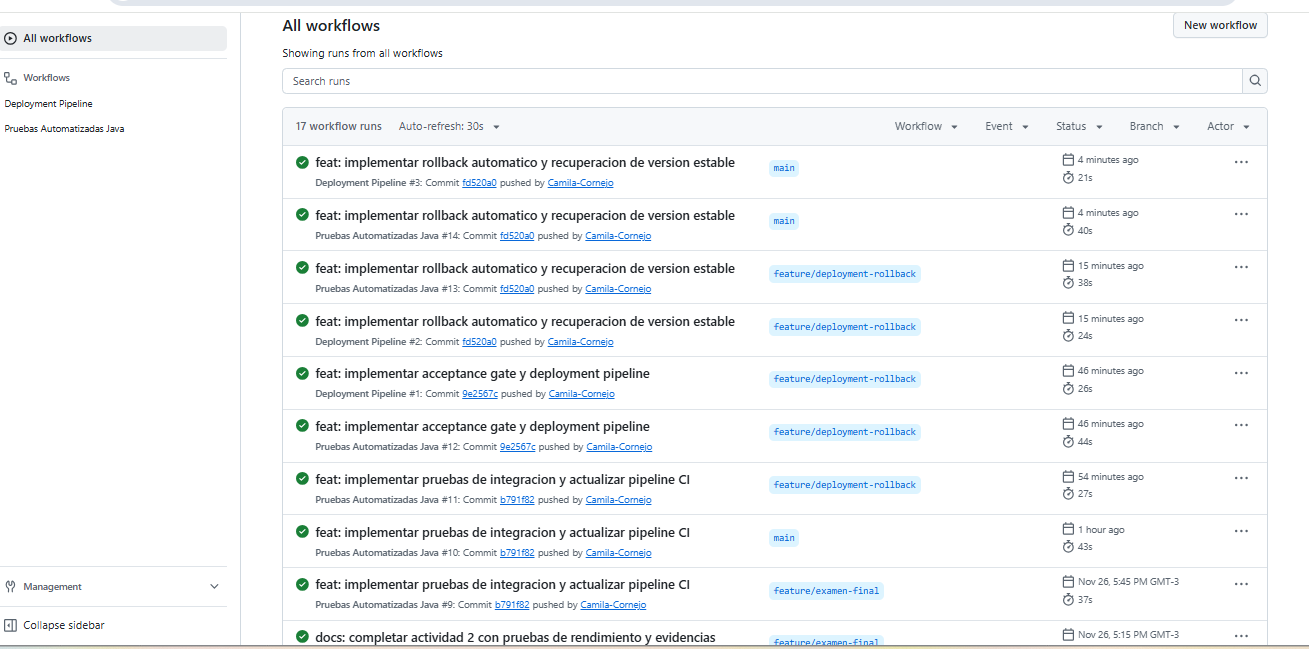 All workflows
Workflows
Deployment Pipeline
Pruebas Automatizadas Java
Management
Collapse sidebar
All workflows
New workflow
Showing runs from all workflows
Search runs
17 workflow runs Auto-refresh: 30s Workflow Event Status Branch Actor
feat: implementar rollback automatico y recuperacion de version estable
main
4 minutes ago
Deployment Pipeline #3: Commit fd520a0 pushed by Camila-Cornejo
21s
feat: implementar rollback automatico y recuperacion de version estable
main
4 minutes ago
Pruebas Automatizadas Java #14: Commit fd520a0 pushed by Camila-Cornejo
40s
feat: implementar rollback automatico y recuperacion de version estable
feature/deployment-rollback
15 minutes ago
Pruebas Automatizadas Java #13: Commit fd520a0 pushed by Camila-Cornejo
38s
feat: implementar rollback automatico y recuperacion de version estable
feature/deployment-rollback
15 minutes ago
Deployment Pipeline #2: Commit fd520a0 pushed by Camila-Cornejo
24s
feat: implementar acceptance gate y deployment pipeline
feature/deployment-rollback
46 minutes ago
Deployment Pipeline #1: Commit 9e2567c pushed by Camila-Cornejo
26s
feat: implementar acceptance gate y deployment pipeline
feature/deployment-rollback
46 minutes ago
Pruebas Automatizadas Java #12: Commit 9e2567c pushed by Camila-Cornejo
44s
feat: implementar pruebas de integracion y actualizar pipeline CI
feature/deployment-rollback
54 minutes ago
Pruebas Automatizadas Java #11: Commit b791f82 pushed by Camila-Cornejo
27s
feat: implementar pruebas de integracion y actualizar pipeline CI
main
1 hour ago
Pruebas Automatizadas Java #10: Commit b791f82 pushed by Camila-Cornejo
43s
feat: implementar pruebas de integracion y actualizar pipeline CI
feature/examen-final
Nov 26, 5:45 PM GMT-3
Pruebas Automatizadas Java #9: Commit b791f82 pushed by Camila-Cornejo
37s
docs: completar actividad 2 con pruebas de rendimiento y evidencias
feature/examen-final
Nov 26, 5:15 PM GMT-3